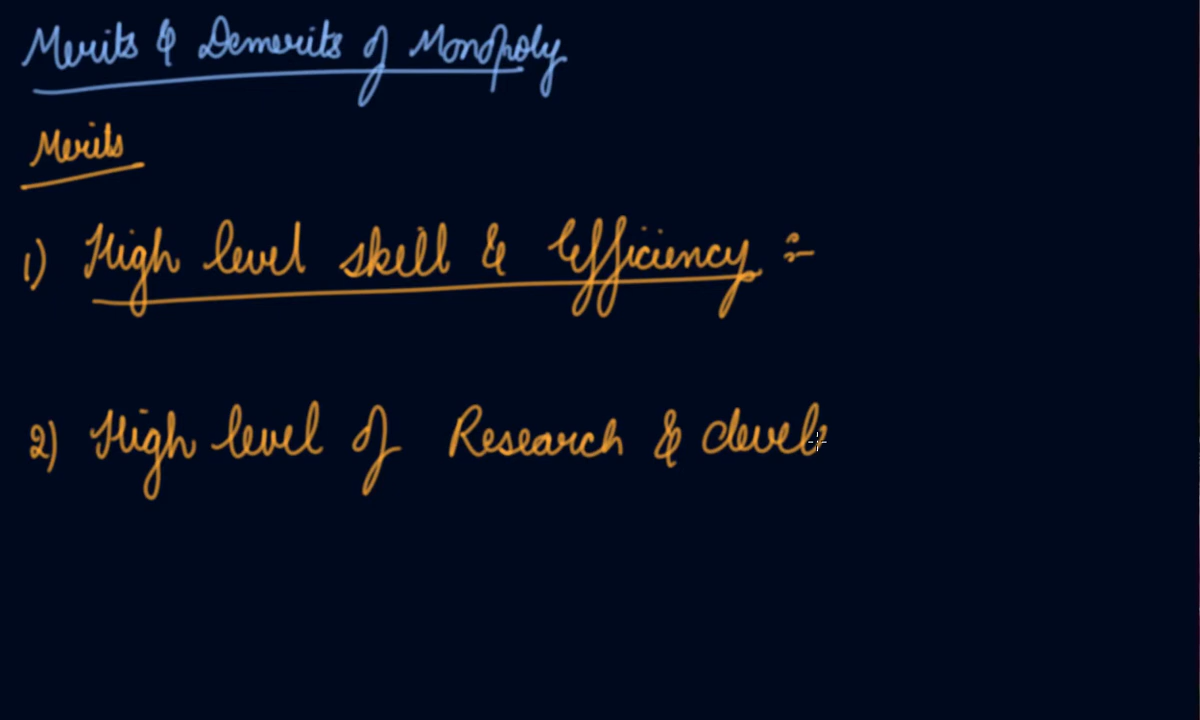 Merits & Demerits of Monopoly
Merits
1) High level skill & Efficiency :-
2) High level of Research & devel